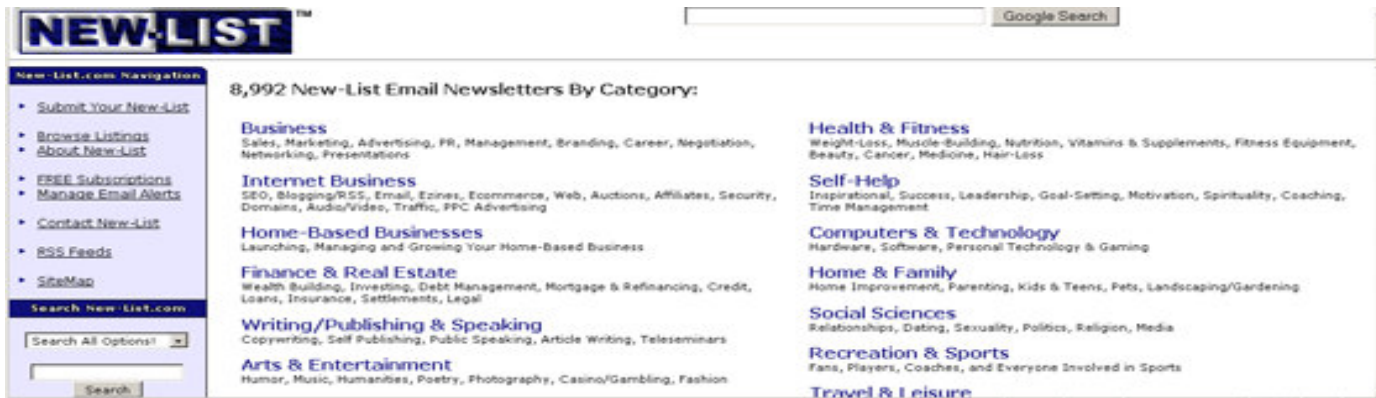 NEW-LIST™
Google Search
New-List.com Navigation
Submit Your New-List
Browse Listings
About New-List
FREE Subscriptions
Manage Email Alerts
Contact New-List
RSS Feeds
SiteMap
Search New-List.com
Search All Options!
Search
8,992 New-List Email Newsletters By Category:
Business
Sales, Marketing, Advertising, PR, Management, Branding, Career, Negotiation,
Networking, Presentations
Internet Business
SEO, Blogging/RSS, Email, Ezines, Ecommerce, Web, Auctions, Affiliates, Security,
Domains, Audio/Video, Traffic, PPC Advertising
Home-Based Businesses
Launching, Managing and Growing Your Home-Based Business
Finance & Real Estate
Wealth Building, Investing, Debt Management, Mortgage & Refinancing, Credit,
Loans, Insurance, Settlements, Legal
Writing/Publishing & Speaking
Copywriting, Self Publishing, Public Speaking, Article Writing, Teleseminars
Arts & Entertainment
Humor, Music, Humanities, Poetry, Photography, Casino/Gambling, Fashion
Health & Fitness
Weight-Loss, Muscle-Building, Nutrition, Vitamins & Supplements, Fitness Equipment,
Beauty, Cancer, Medicine, Hair-Loss
Self-Help
Inspirational, Success, Leadership, Goal-Setting, Motivation, Spirituality, Coaching,
Time Management
Computers & Technology
Hardware, Software, Personal Technology & Gaming
Home & Family
Home Improvement, Parenting, Kids & Teens, Pets, Landscaping/Gardening
Social Sciences
Relationships, Dating, Sexuality, Politics, Religion, Media
Recreation & Sports
Fans, Players, Coaches, and Everyone Involved in Sports
Travel & Leisure